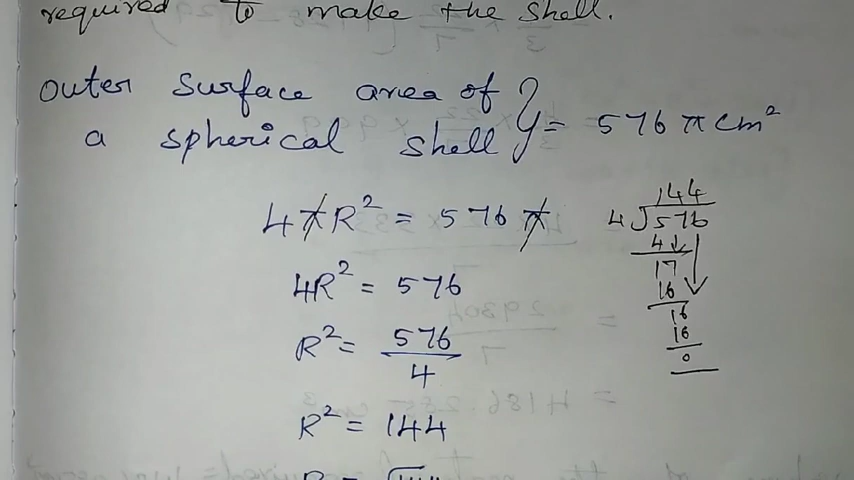 required to make the shell.
outer surface area of
a spherical shell } = 576 π cm²
4πR² = 576π
4R² = 576
R² = 576/4
R² = 144
144
4)576
4
17
16
16
16
0